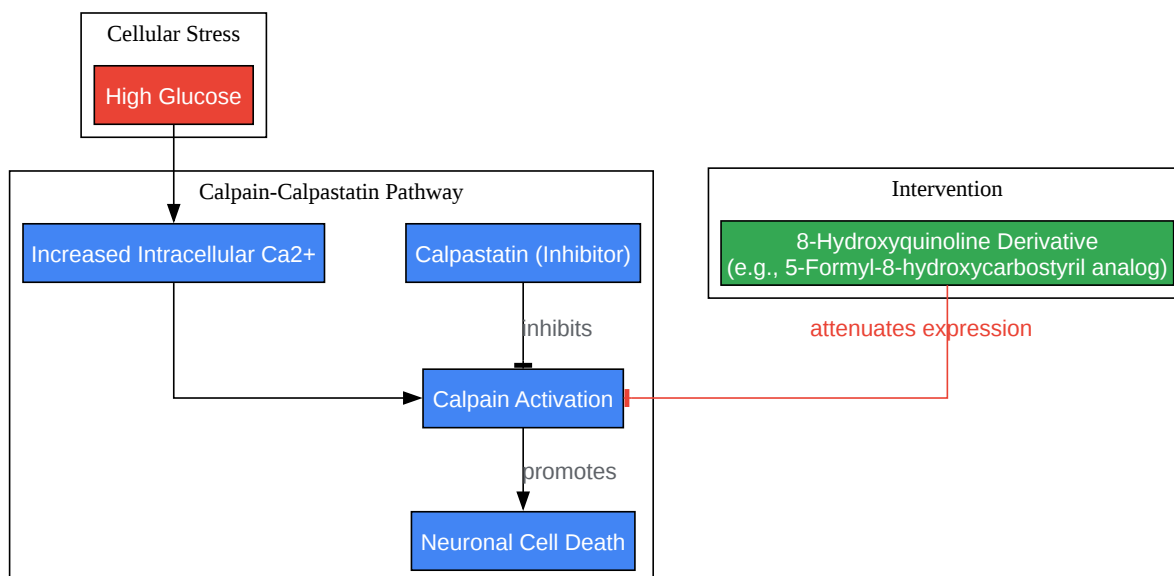 Cellular Stress
High Glucose
Calpain-Calpastatin Pathway
Increased Intracellular Ca2+
Calpastatin (Inhibitor)
inhibits
Calpain Activation
promotes
Neuronal Cell Death
Intervention
8-Hydroxyquinoline Derivative
(e.g., 5-Formyl-8-hydroxycarbostyril analog)
attenuates expression